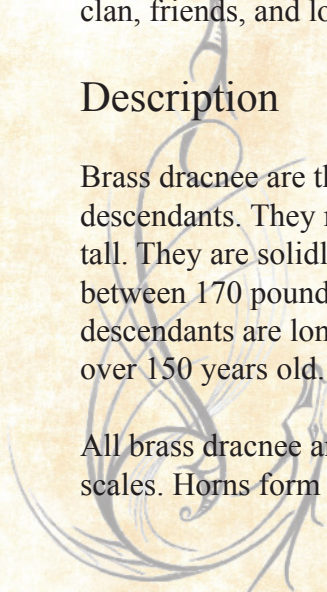 clan, friends, and lo
Description
Brass dracnee are th
descendants. They
tall. They are solidl
between 170 pound
descendants are lon
over 150 years old.
All brass dracnee a
scales. Horns form